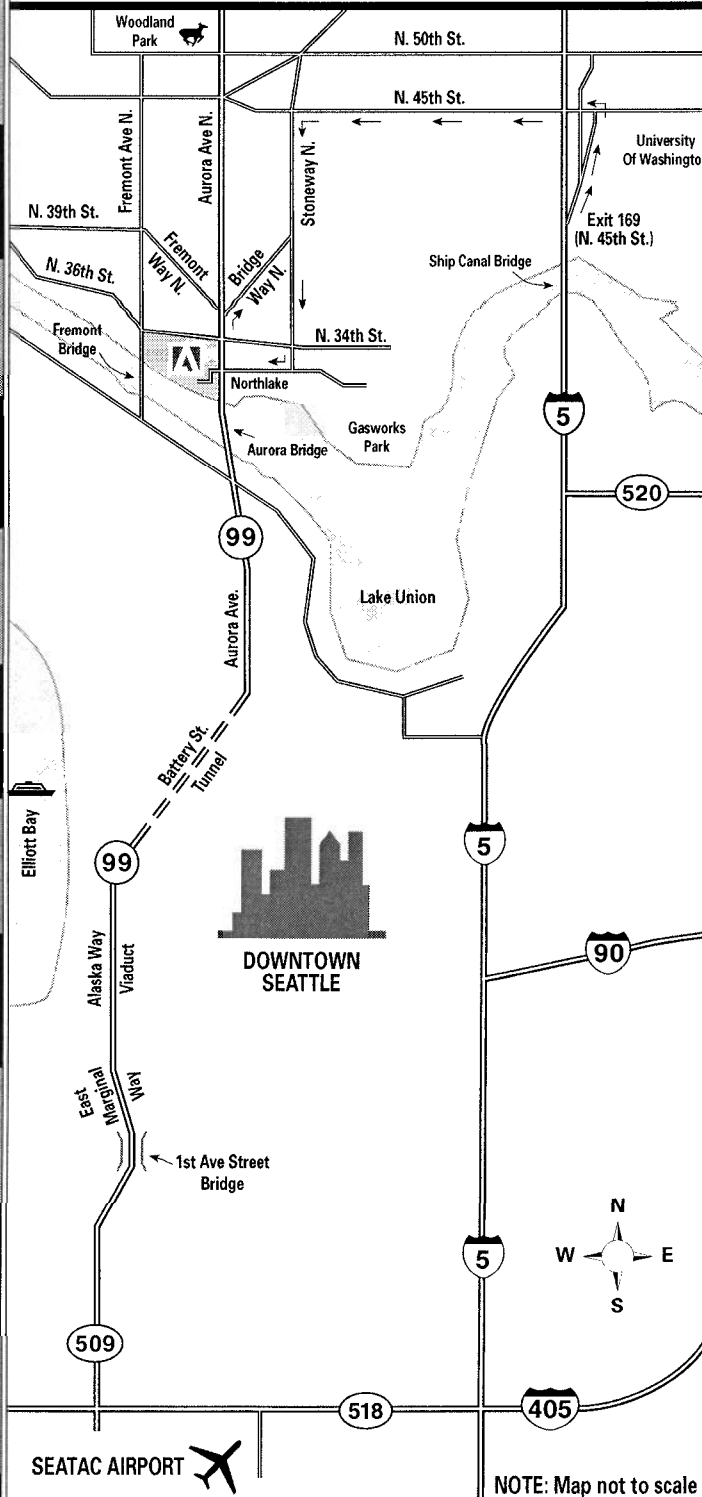 Woodland
Park
N. 50th St.
N. 45th St.
Fremont Ave N.
Aurora Ave N.
Stoneway N.
University
Of Washingto
N. 39th St.
Exit 169
(N. 45th St.)
Fremont
Way N.
Bridge
Way N.
N. 36th St.
Ship Canal Bridge
Fremont
Bridge
N. 34th St.
Northlake
5
Gasworks
Park
Aurora Bridge
520
99
Lake Union
Aurora Ave.
Battery St.
Tunnel
Elliott Bay
5
99
DOWNTOWN
SEATTLE
90
Alaska Way
Viaduct
East
Marginal
Way
1st Ave Street
Bridge
N
W E
S
5
509
518
405
SEATAC AIRPORT
NOTE: Map not to scale